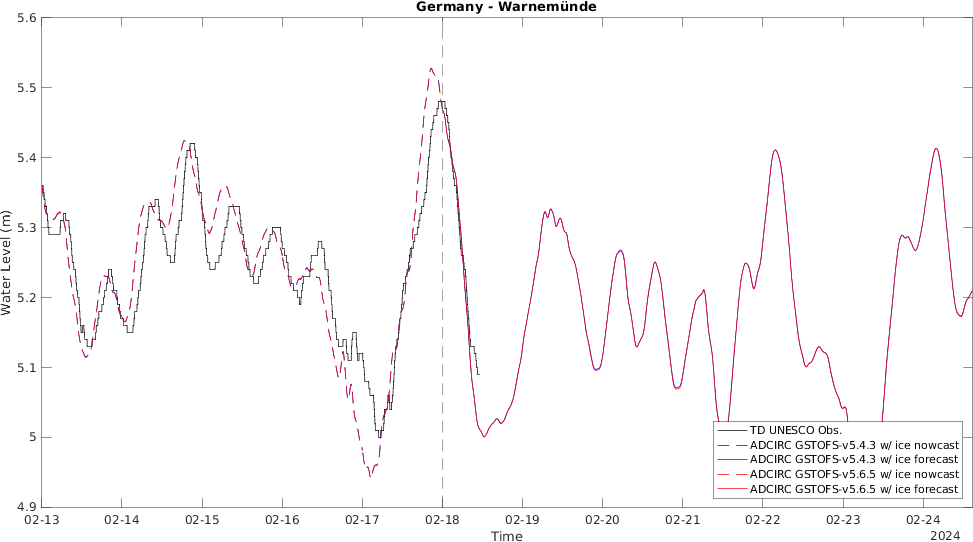 Germany - Warnemünde
5.6
5.5
5.4
5.3
5.2
5.1
5
4.9
Water Level (m)
02-13 02-14 02-15 02-16 02-17 02-18 02-19 02-20 02-21 02-22 02-23 02-24
Time
2024
TD UNESCO Obs.
ADCIRC GSTOFS-v5.4.3 w/ ice nowcast
ADCIRC GSTOFS-v5.4.3 w/ ice forecast
ADCIRC GSTOFS-v5.6.5 w/ ice nowcast
ADCIRC GSTOFS-v5.6.5 w/ ice forecast